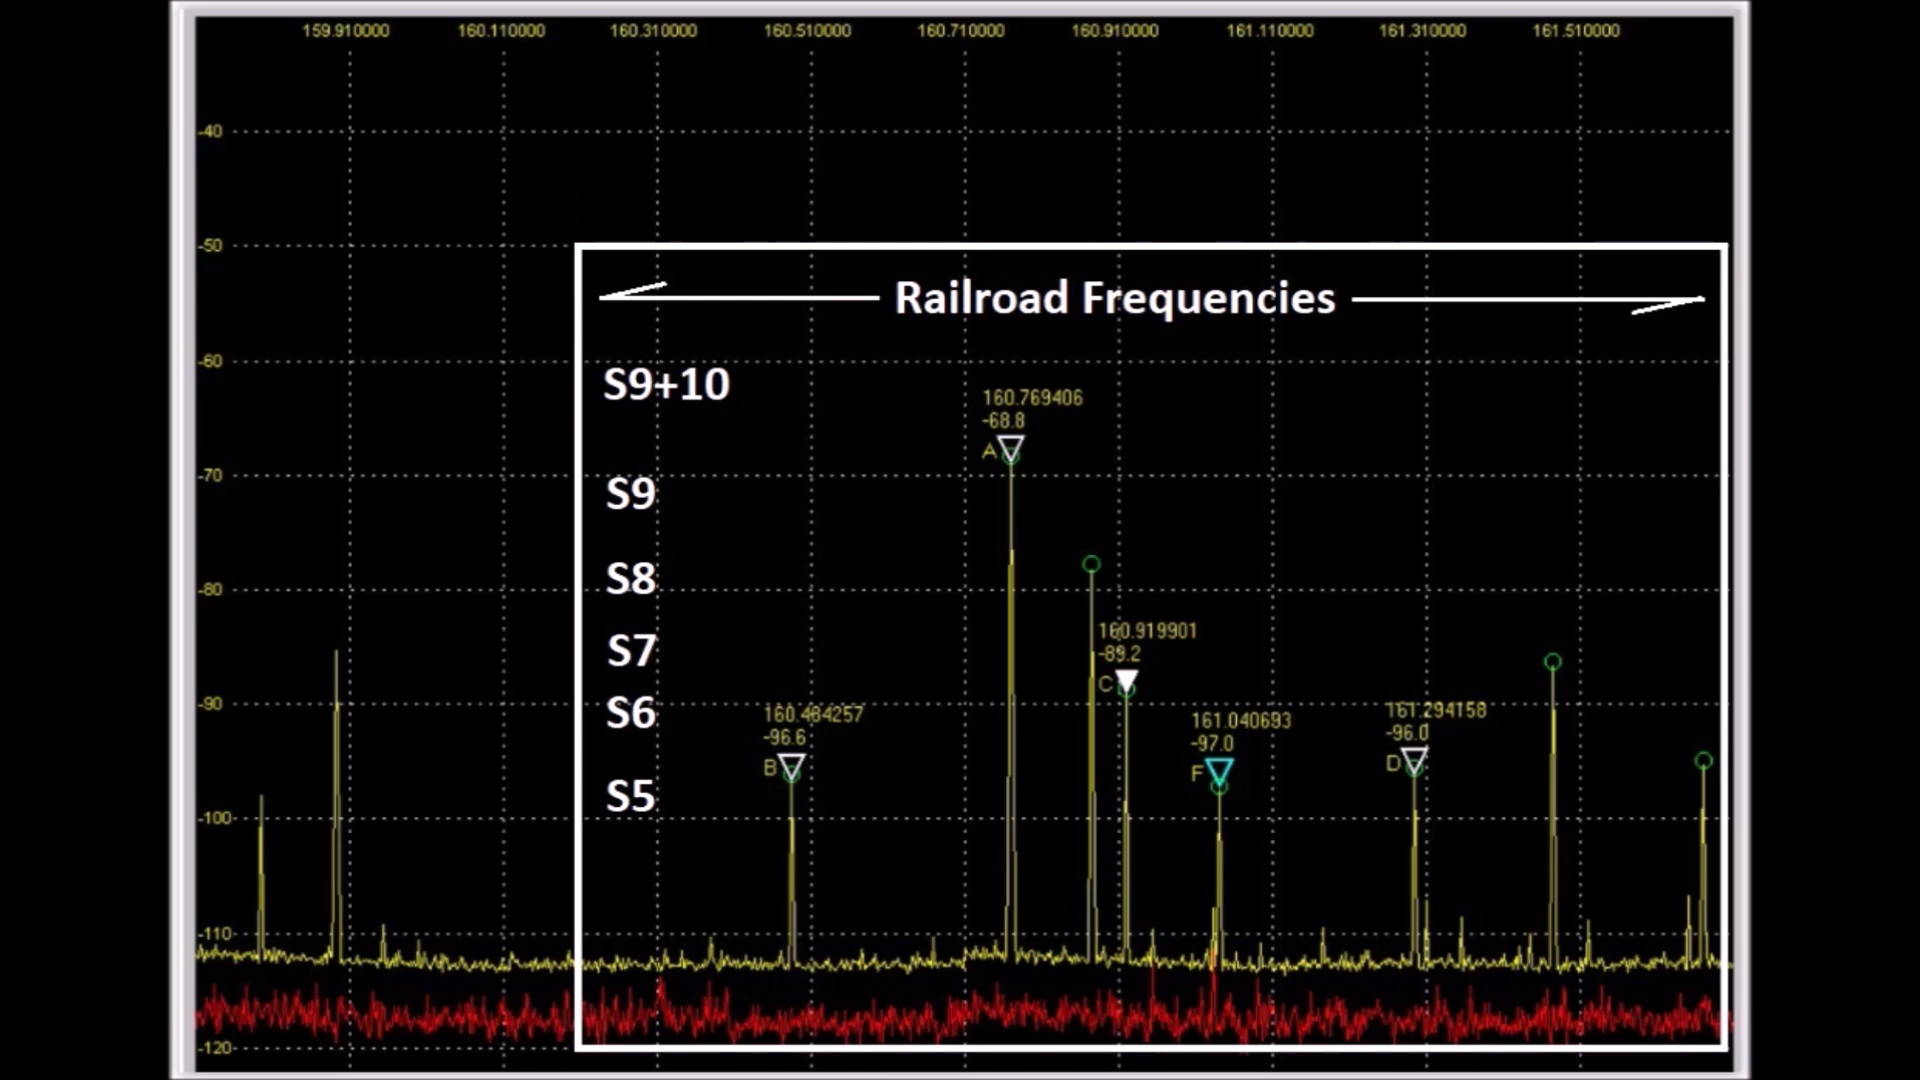 159.910000 160.110000 160.310000 160.510000 160.710000 160.910000 161.110000 161.310000 161.510000
-40
-50
Railroad Frequencies
-60
S9+10
160.769406
-68.8
A
-70
S9
S8
-80
160.919901
S7
-89.2
C
-90
S6
160.484257
-96.6
B
161.040693
-97.0
F
161.294158
-96.0
D
S5
-100
-110
-120